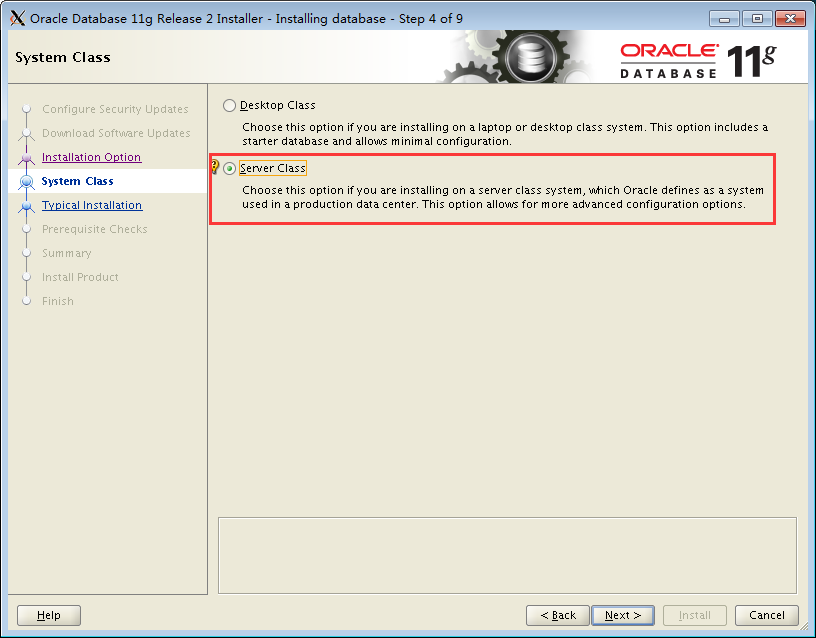 Oracle Database 11g Release 2 Installer - Installing database - Step 4 of 9
System Class
ORACLE
DATABASE
11g
Configure Security Updates
Download Software Updates
Installation Option
System Class
Typical Installation
Prerequisite Checks
Summary
Install Product
Finish
Desktop Class
Choose this option if you are installing on a laptop or desktop class system. This option includes a
starter database and allows minimal configuration.
?
Server Class
Choose this option if you are installing on a server class system, which Oracle defines as a system
used in a production data center. This option allows for more advanced configuration options.
Help
< Back
Next >
Install
Cancel